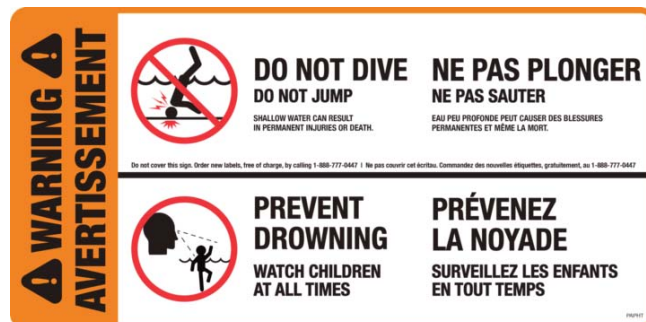 WARNING
AVERTISSEMENT
DO NOT DIVE
DO NOT JUMP
SHALLOW WATER CAN RESULT
IN PERMANENT INJURIES OR DEATH.
NE PAS PLONGER
NE PAS SAUTER
EAU PEU PROFONDE PEUT CAUSER DES BLESSURES
PERMANENTES ET MÊME LA MORT.
Do not cover this sign. Order new labels, free of charge, by calling 1-888-777-0447 I Ne pas couvrir cet écritau. Commandez des nouvelles étiquettes, gratuitement, au 1-888-777-0447
PREVENT
DROWNING
WATCH CHILDREN
AT ALL TIMES
PRÉVENEZ
LA NOYADE
SURVEILLEZ LES ENFANTS
EN TOUT TEMPS